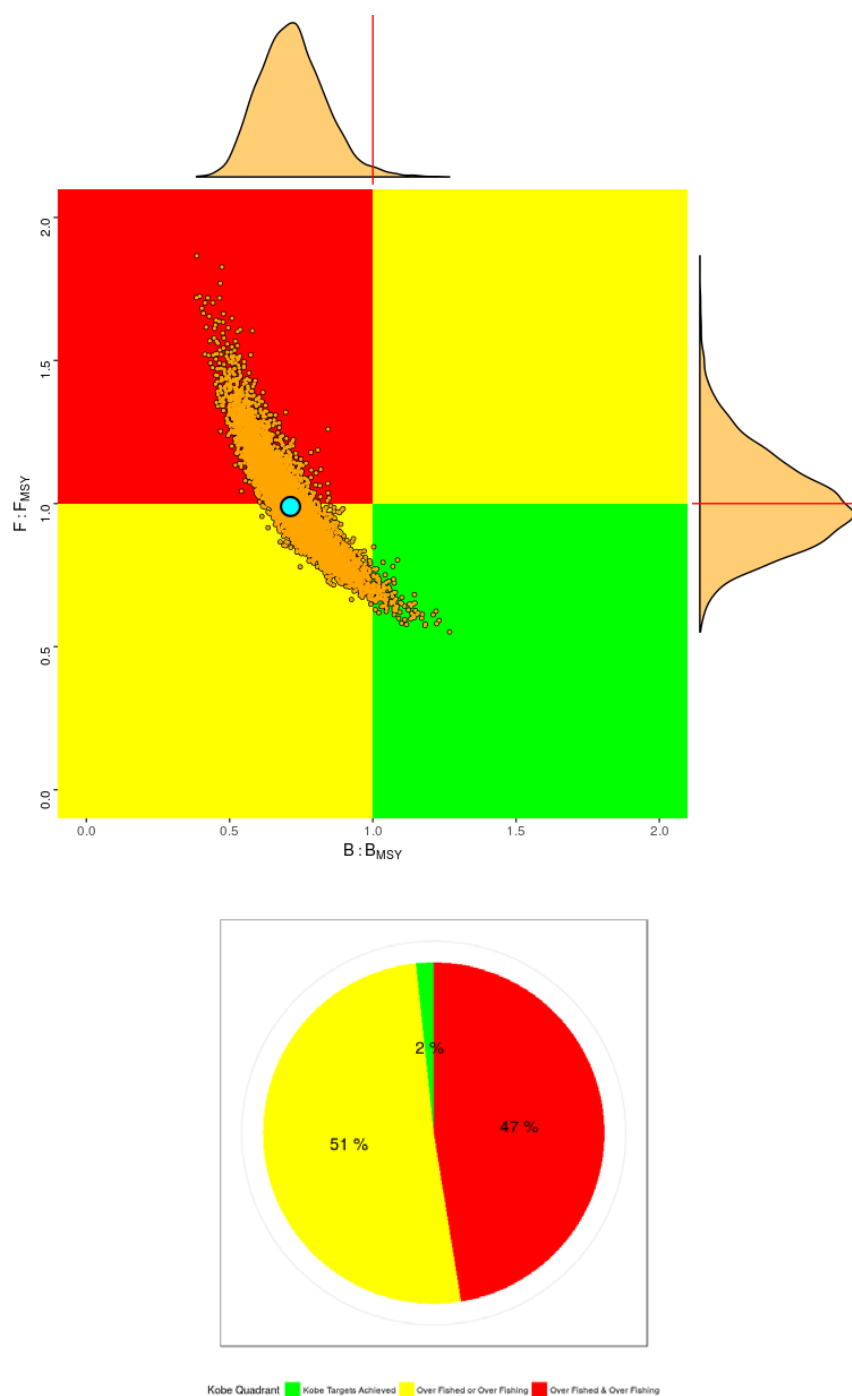 2.0
1.5
1.0
0.5
0.0
F : FMSY
0.0 0.5 1.0 1.5 2.0
B : BMSY
2 %
47 %
51 %
Kobe Quadrant Kobe Targets Achieved Over Fished or Over Fishing Over Fished & Over Fishing